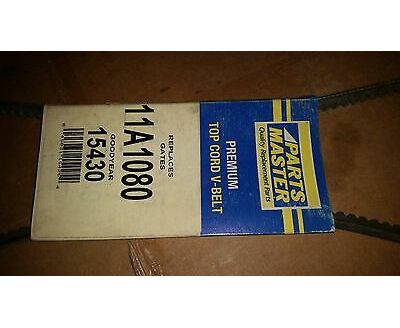 PARTS
MASTER
Quality Replacement Parts
PREMIUM
TOP CORD V-BELT
REPLACES
GATES
11A1080
GOODYEAR
15430